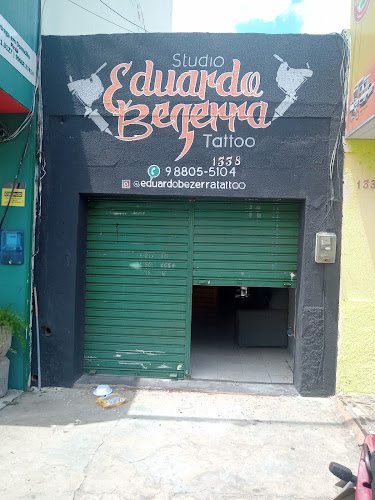 Studio
Eduardo
Bezerra
Tattoo
1338
98805-5104
@eduardobezerratattoo